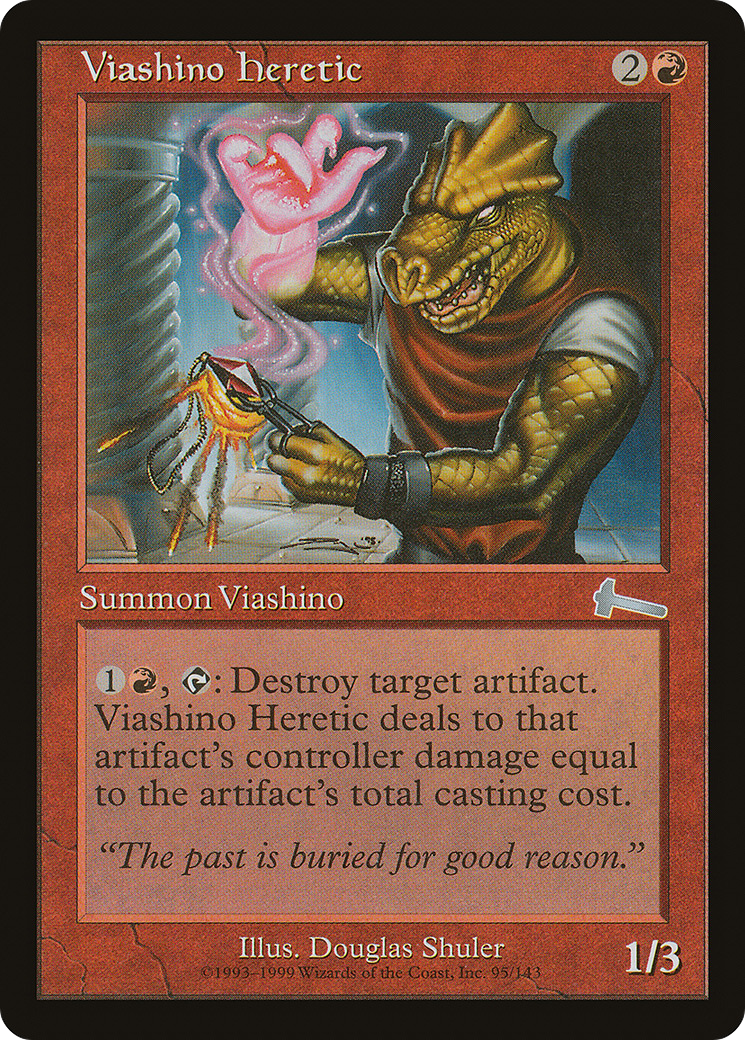 Viashino Heretic 2
Summon Viashino
1, : Destroy target artifact.
Viashino Heretic deals to that
artifact's controller damage equal
to the artifact's total casting cost.
“The past is buried for good reason.”
Illus. Douglas Shuler
©1993–1999 Wizards of the Coast, Inc. 95/143
1/3